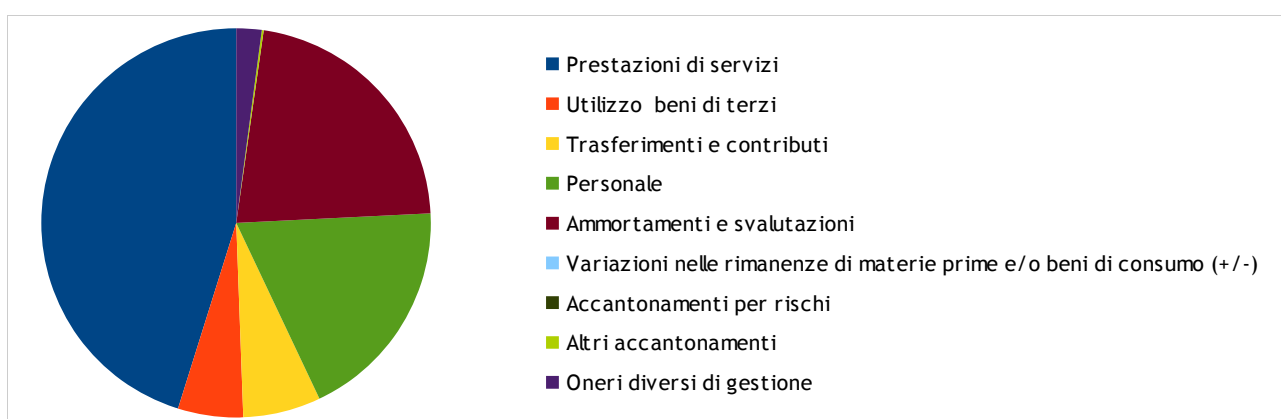 Prestazioni di servizi
Utilizzo  beni di terzi
Trasferimenti e contributi
Personale
Ammortamenti e svalutazioni
Variazioni nelle rimanenze di materie prime e/o beni di consumo (+/-)
Accantonamenti per rischi
Altri accantonamenti
Oneri diversi di gestione